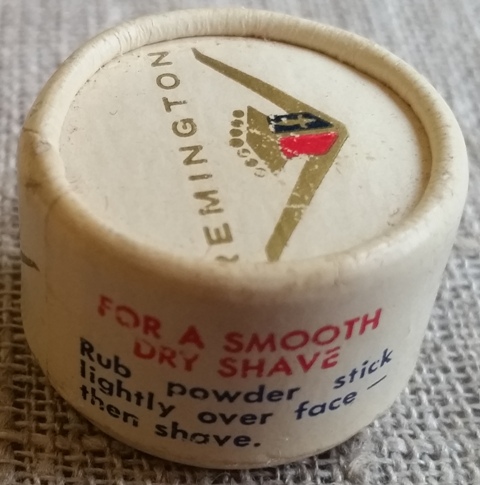 REMINGTON
FOR A SMOOTH
DRY SHAVE
Rub powder stick
lightly over face –
then shave.